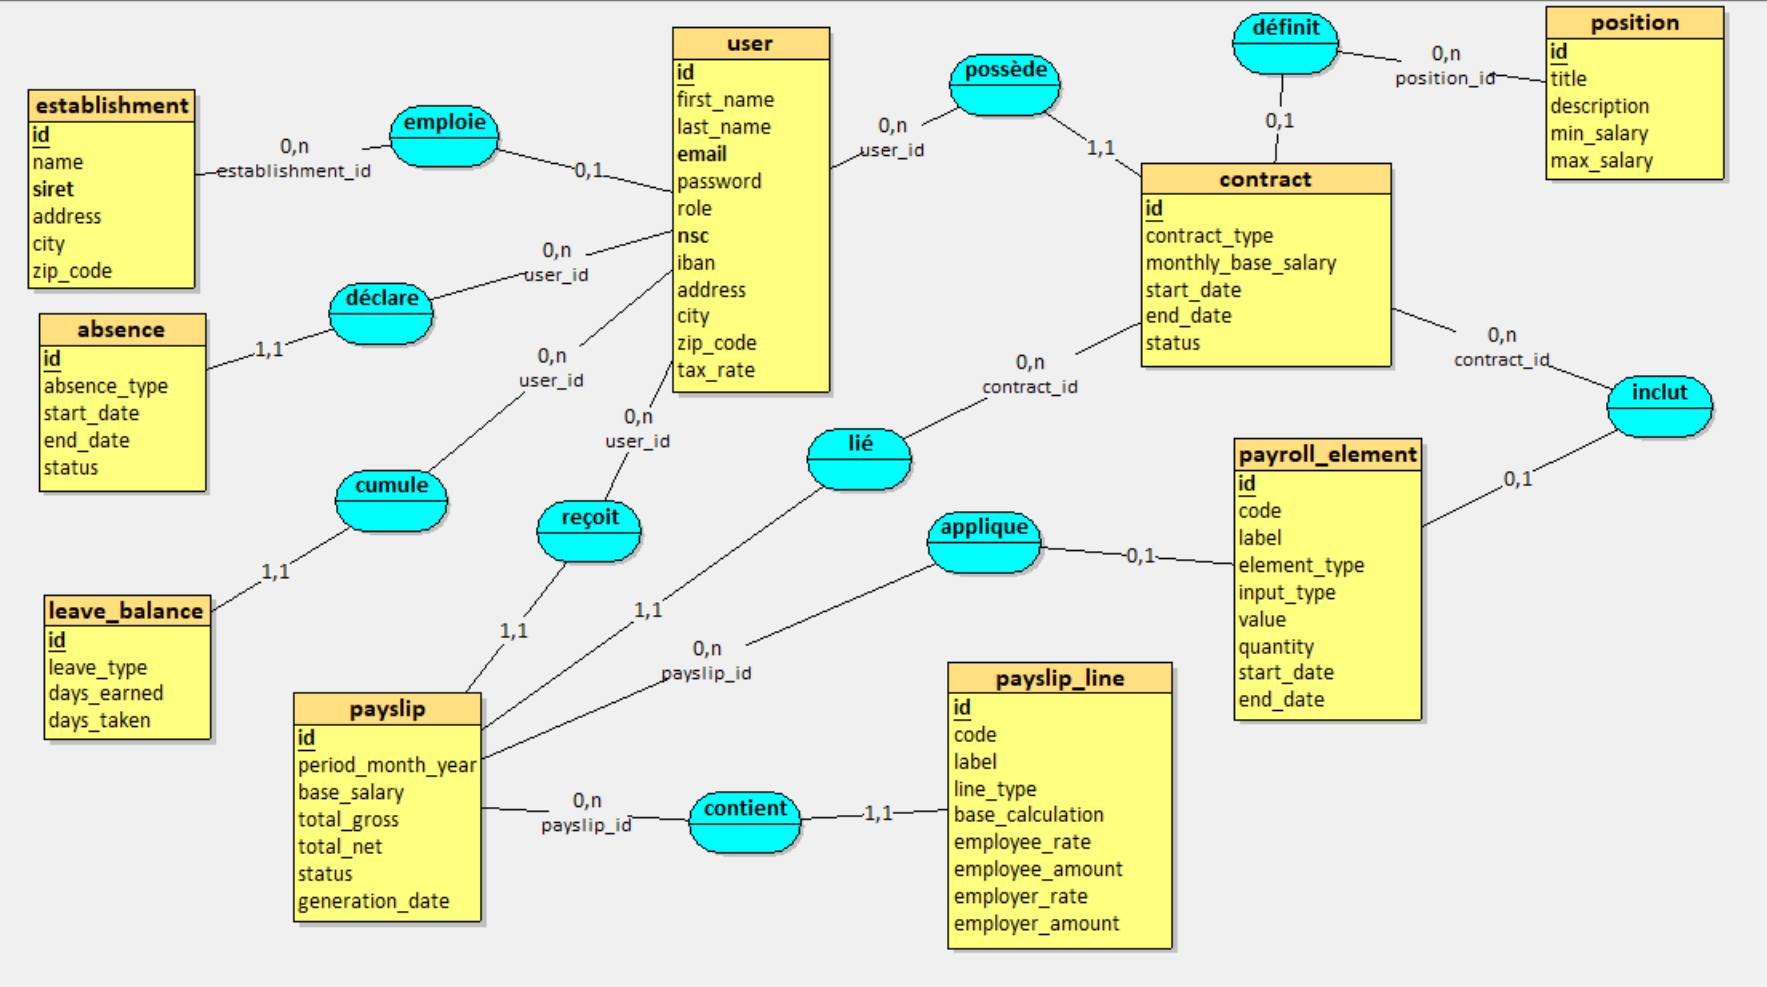 establishment
id
name
siret
address
city
zip_code
0,n
establishment_id
emploie
0,1
user
id
first_name
last_name
email
password
role
nsc
iban
address
city
zip_code
tax_rate
0,n
user_id
possède
1,1
définit
0,1
0,n
position_id
position
id
title
description
min_salary
max_salary
contract
id
contract_type
monthly_base_salary
start_date
end_date
status
absence
id
absence_type
start_date
end_date
status
1,1
déclare
0,n
user_id
0,n
user_id
cumule
1,1
leave_balance
id
leave_type
days_earned
days_taken
0,n
user_id
reçoit
1,1
0,n
contract_id
lié
1,1
0,n
contract_id
inclut
0,1
payroll_element
id
code
label
element_type
input_type
value
quantity
start_date
end_date
applique
0,1
0,n
payslip_id
payslip
id
period_month_year
base_salary
total_gross
total_net
status
generation_date
0,n
payslip_id
contient
1,1
payslip_line
id
code
label
line_type
base_calculation
employee_rate
employee_amount
employer_rate
employer_amount